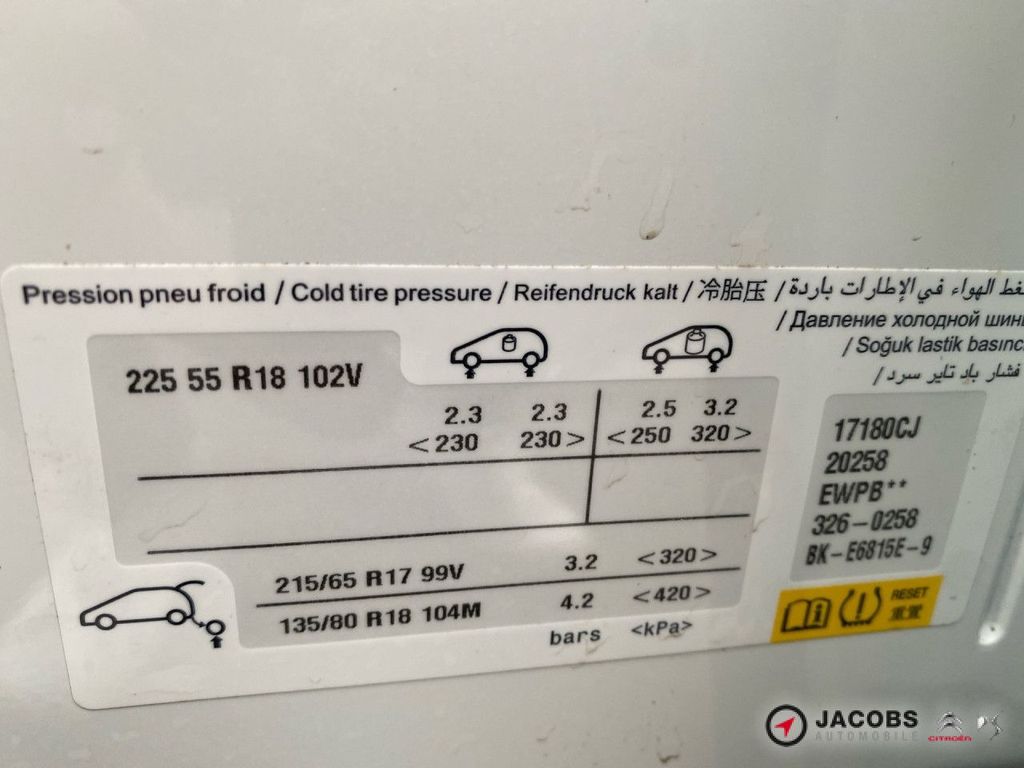 Pression pneu froid / Cold tire pressure / Reifendruck kalt / 冷胎压 / ضغط الهواء في الإطارات باردة
/ Давление холодной шин
/ Soğuk lastik basınc
/ فشار باد تایر سرد
225 55 R18 102V
2.3 2.3 2.5 3.2
<230 230> <250 320>
215/65 R17 99V 3.2 <320>
135/80 R18 104M 4.2 <420>
bars <kPa>
17180CJ
20258
EWPB**
326-0258
BK-E6815E-9
RESET
重置
JACOBS
AUTOMOBILE
CITROËN